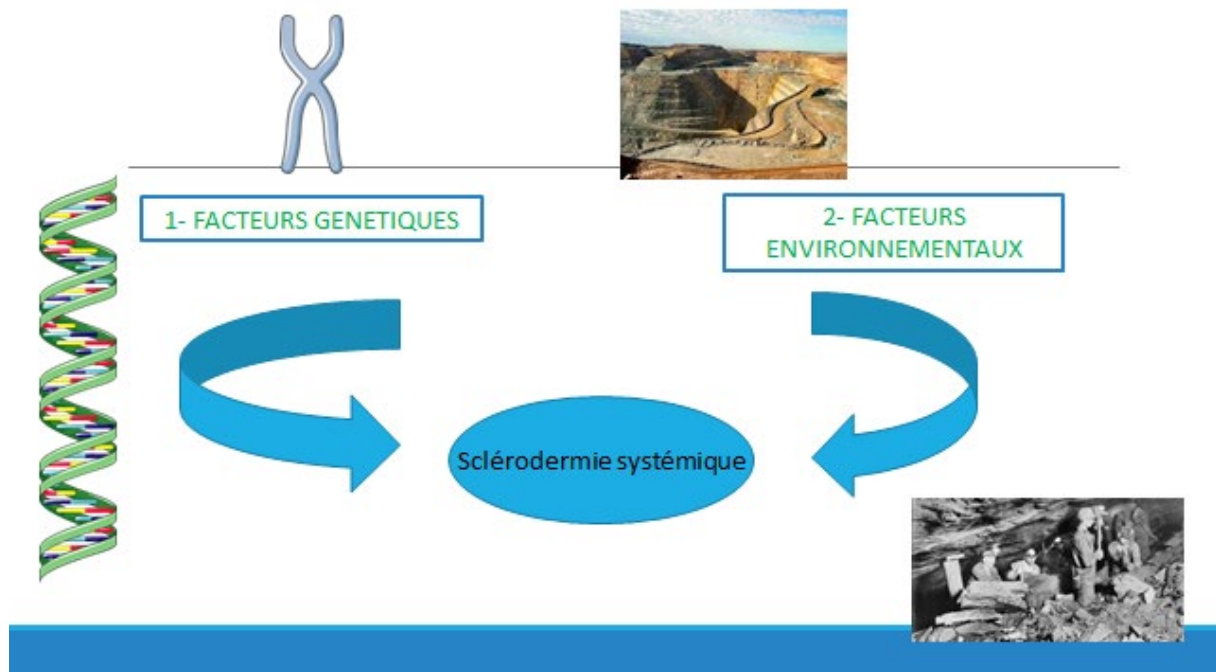 1- FACTEURS GENETIQUES
2- FACTEURS
ENVIRONNEMENTAUX
Sclérodermie systémique